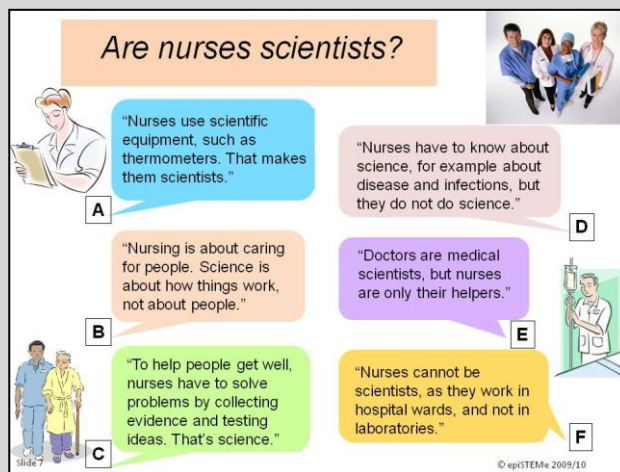 Are nurses scientists?
“Nurses use scientific
equipment, such as
thermometers. That makes
them scientists.”
A
“Nursing is about caring
for people. Science is
about how things work,
not about people.”
B
“To help people get well,
nurses have to solve
problems by collecting
evidence and testing
ideas. That’s science.”
C
“Nurses have to know about
science, for example about
disease and infections, but
they do not do science.”
D
“Doctors are medical
scientists, but nurses
are only their helpers.”
E
“Nurses cannot be
scientists, as they work in
hospital wards, and not in
laboratories.”
F
Slide 7
© epiSTEMe 2009/10